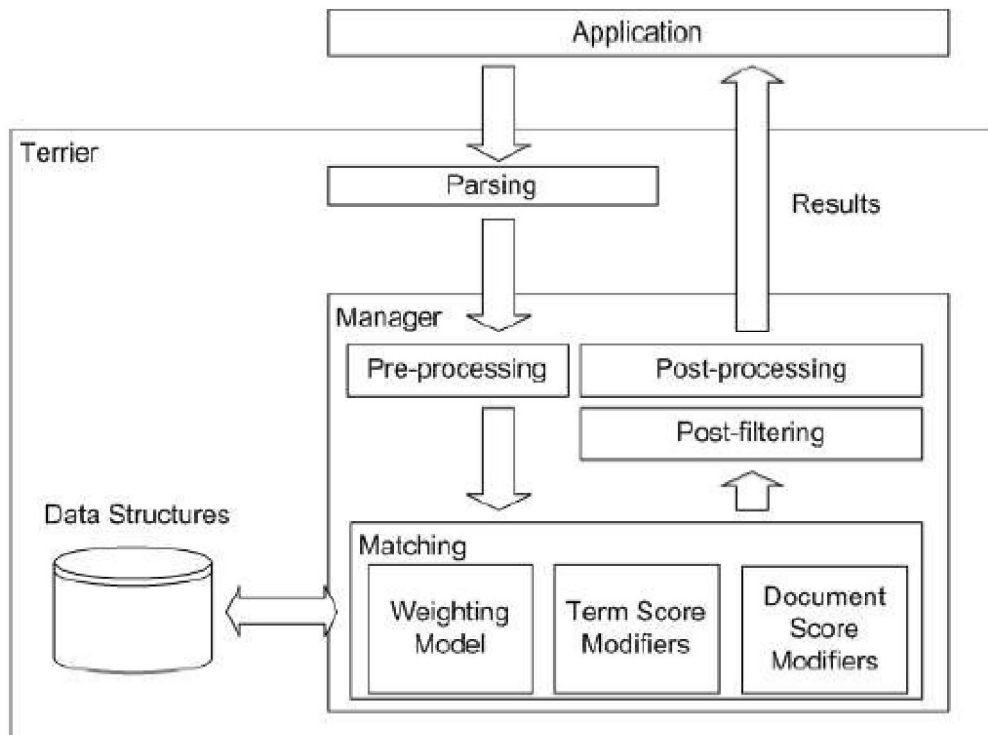 Application
Terrier
Parsing
Results
Manager
Pre-processing
Post-processing
Post-filtering
Data Structures
Matching
Weighting
Model
Term Score
Modifiers
Document
Score
Modifiers